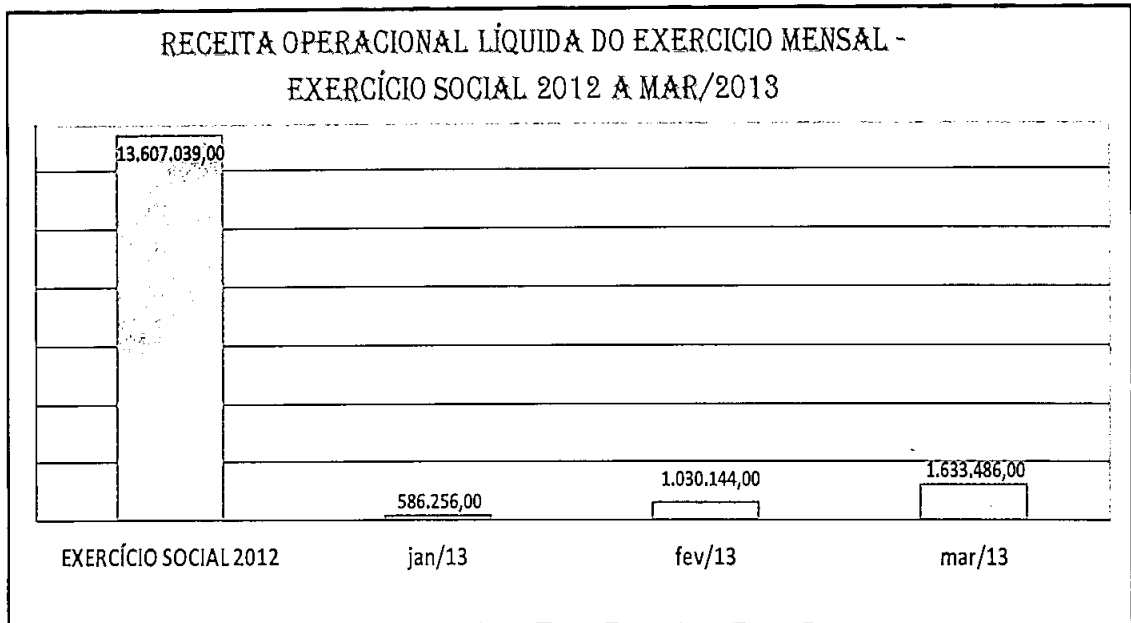 RECEITA OPERACIONAL LÍQUIDA DO EXERCICIO MENSAL -
EXERCÍCIO SOCIAL 2012 A MAR/2013
13.607.039,00
586.256,00
1.030.144,00
1.633.486,00
EXERCÍCIO SOCIAL 2012
jan/13
fev/13
mar/13